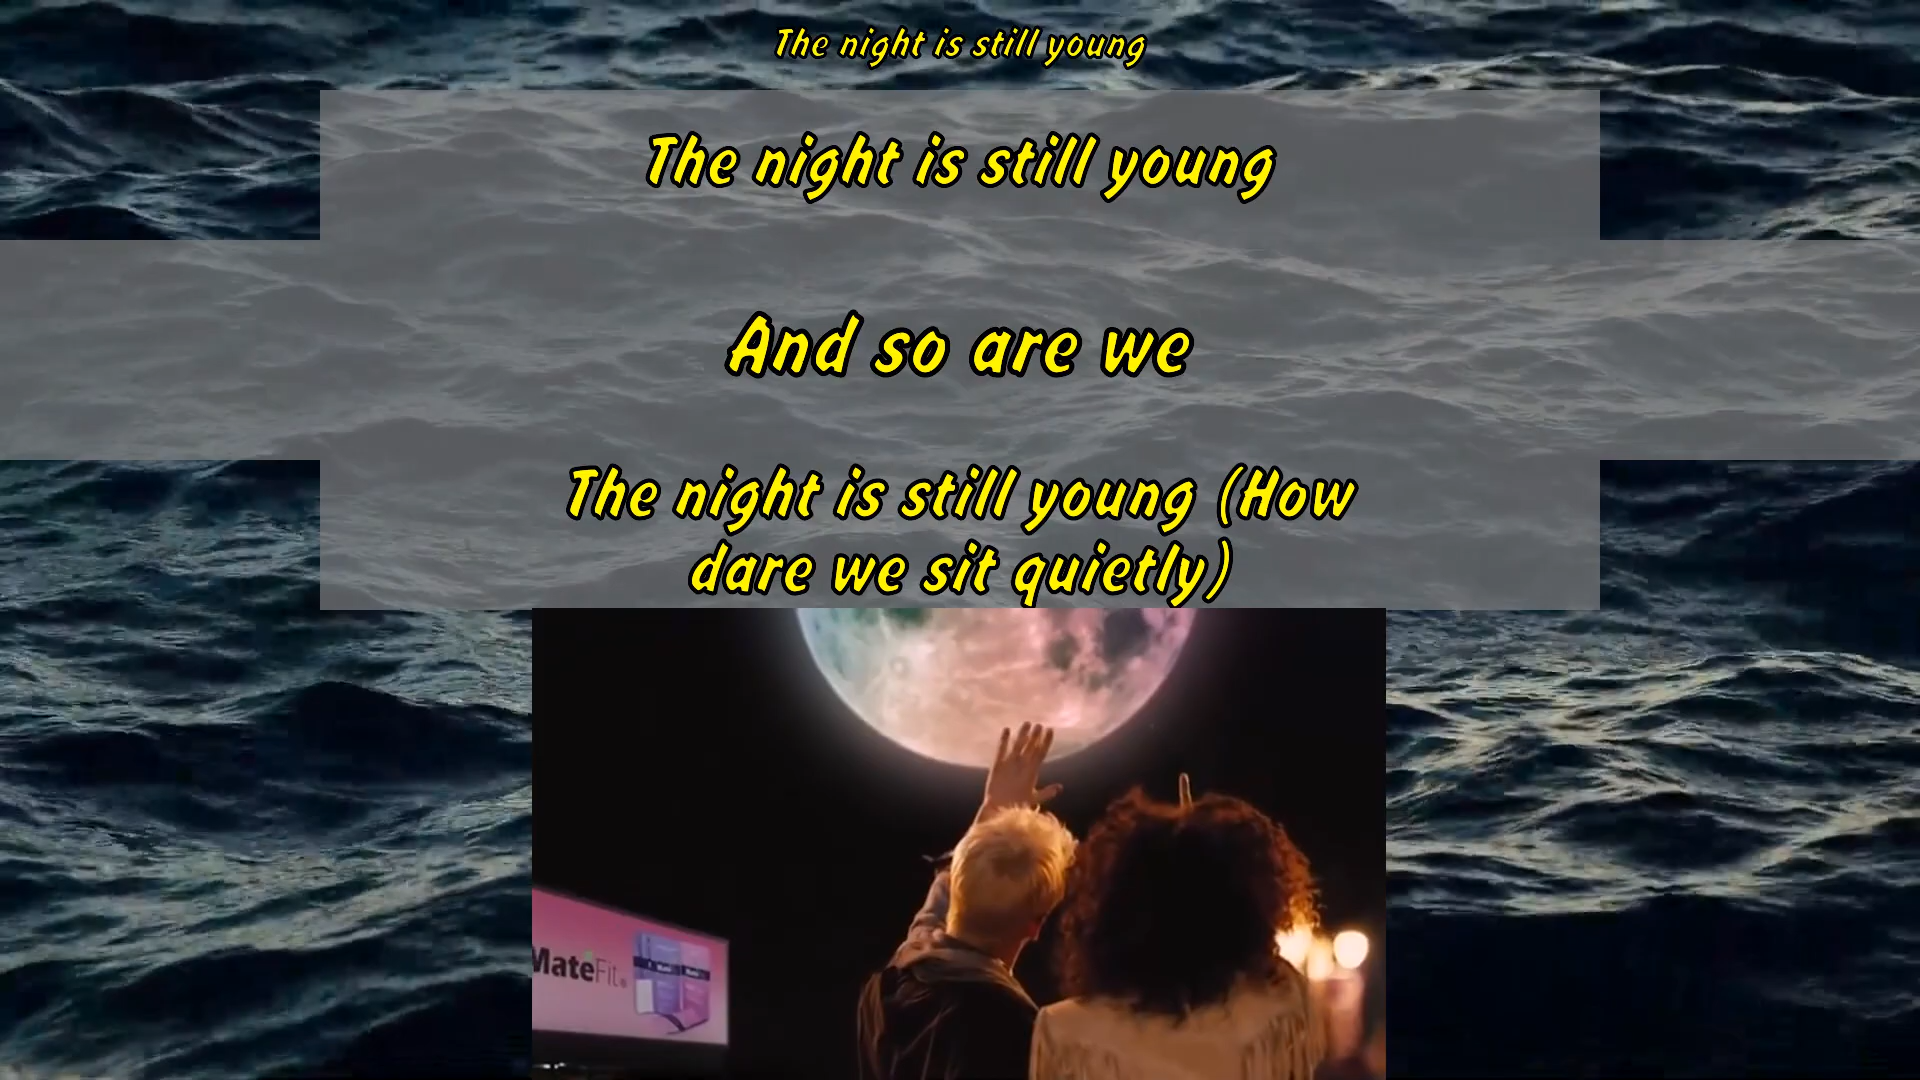 The night is still young
The night is still young
And so are we
The night is still young (How
dare we sit quietly)
MateFit